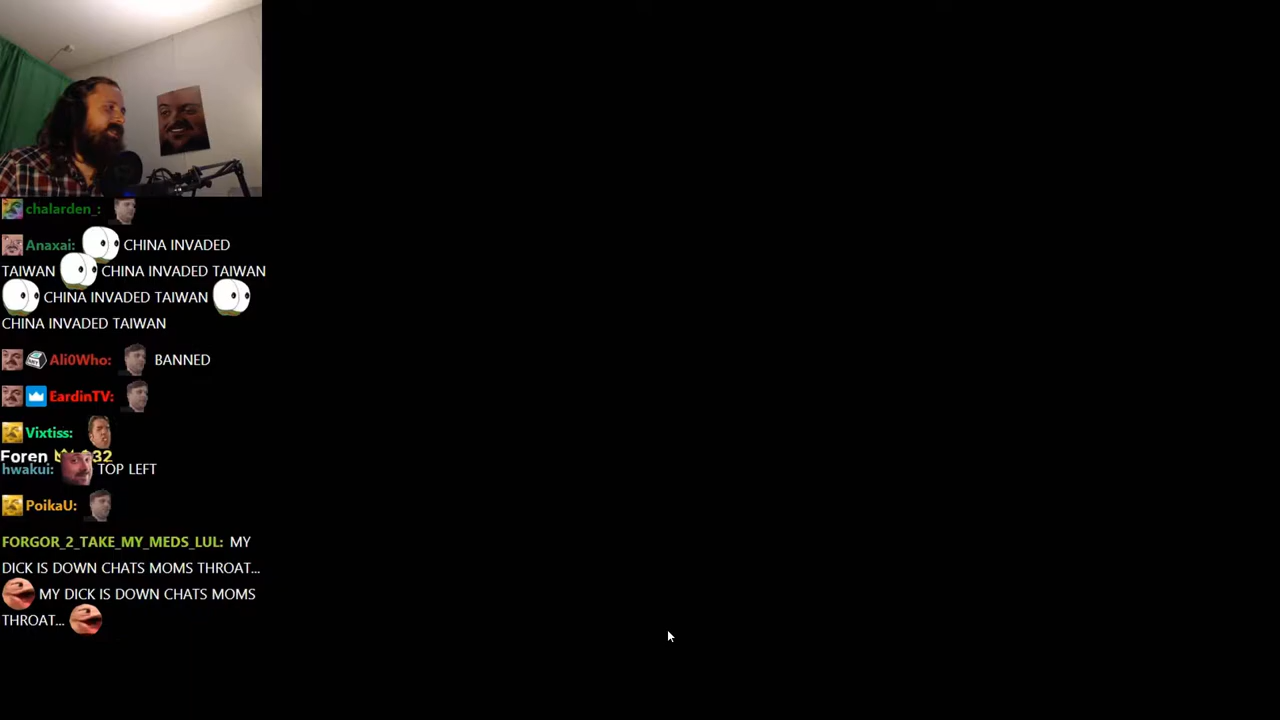 chalarden_:
Anaxai: CHINA INVADED
TAIWAN CHINA INVADED TAIWAN
CHINA INVADED TAIWAN
CHINA INVADED TAIWAN
Ali0Who: BANNED
EardinTV:
Vixtiss:
Foren 32
hwakui: TOP LEFT
PoikaU:
FORGOR_2_TAKE_MY_MEDS_LUL: MY
DICK IS DOWN CHATS MOMS THROAT...
MY DICK IS DOWN CHATS MOMS
THROAT...